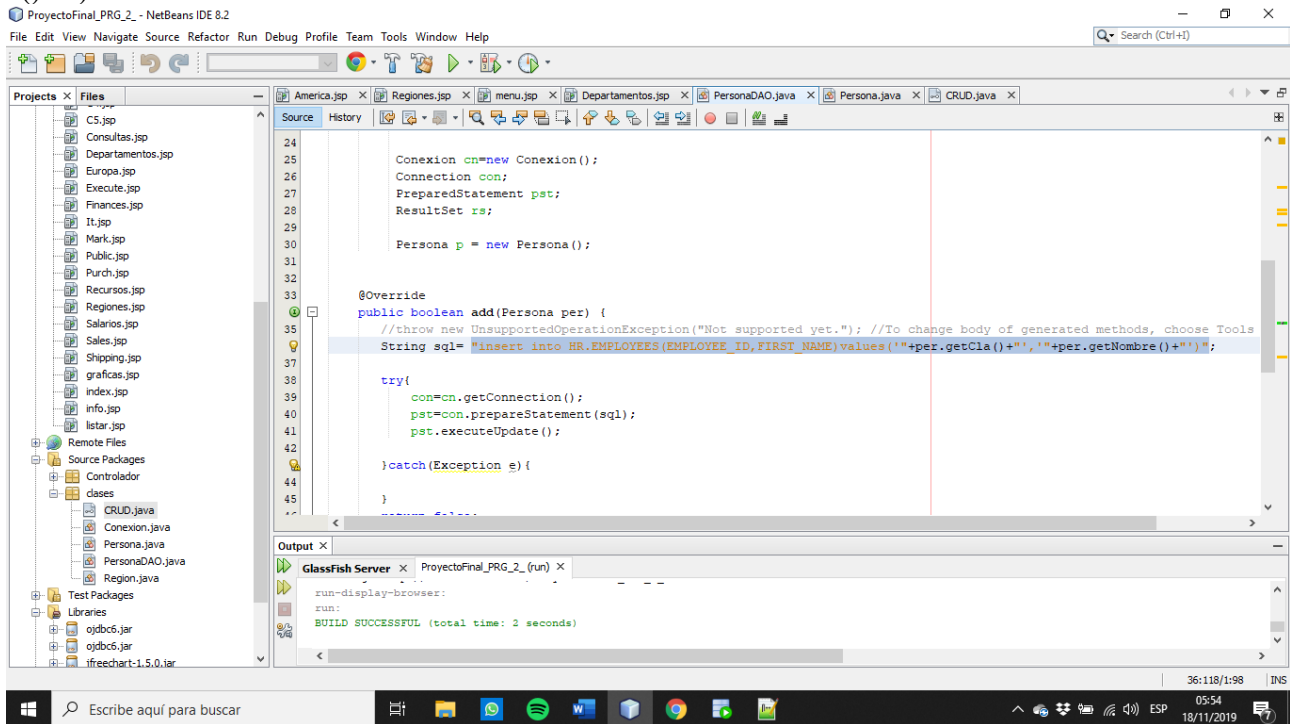 ProyectoFinal_PRG_2_ - NetBeans IDE 8.2
File Edit View Navigate Source Refactor Run Debug Profile Team Tools Window Help
Search (Ctrl+I)
Projects × Files
America.jsp × Regiones.jsp × menu.jsp × Departamentos.jsp × PersonaDAO.java × Persona.java × CRUD.java ×
Source History
C5.jsp
Consultas.jsp
Departamentos.jsp
Europa.jsp
Execute.jsp
Finances.jsp
It.jsp
Mark.jsp
Public.jsp
Purch.jsp
Recursos.jsp
Regiones.jsp
Salarios.jsp
Sales.jsp
Shipping.jsp
graficas.jsp
index.jsp
info.jsp
listar.jsp
Remote Files
Source Packages
Controlador
clases
CRUD.java
Conexion.java
Persona.java
PersonaDAO.java
Region.java
Test Packages
Libraries
ojdbc6.jar
ojdbc6.jar
jfreechart-1.5.0.jar
24
25 Conexion cn=new Conexion();
26 Connection con;
27 PreparedStatement pst;
28 ResultSet rs;
29
30 Persona p = new Persona();
31
32
33 @Override
public boolean add(Persona per) {
35 //throw new UnsupportedOperationException("Not supported yet."); //To change body of generated methods, choose Tools
String sql= "insert into HR.EMPLOYEES(EMPLOYEE_ID,FIRST_NAME)values('"+per.getCla()+"','"+per.getNombre()+"')";
37
38 try{
39 con=cn.getConnection();
40 pst=con.prepareStatement(sql);
41 pst.executeUpdate();
42
}catch(Exception e){
44
45 }
return false;
Output ×
GlassFish Server × ProyectoFinal_PRG_2_ (run) ×
run-display-browser:
run:
BUILD SUCCESSFUL (total time: 2 seconds)
36:118/1:98 INS
Escribe aquí para buscar
ESP
05:54
18/11/2019
7